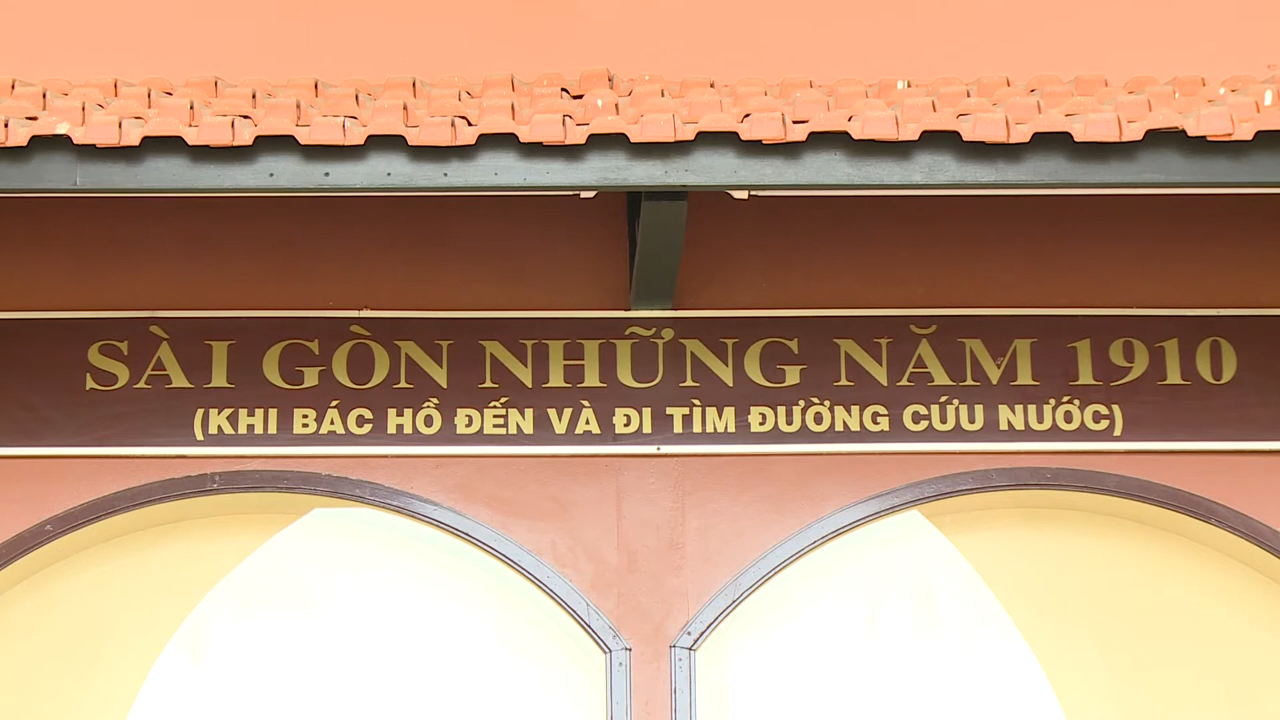 SÀI GÒN NHỮNG NĂM 1910
(KHI BÁC HỒ ĐẾN VÀ ĐI TÌM ĐƯỜNG CỨU NƯỚC)